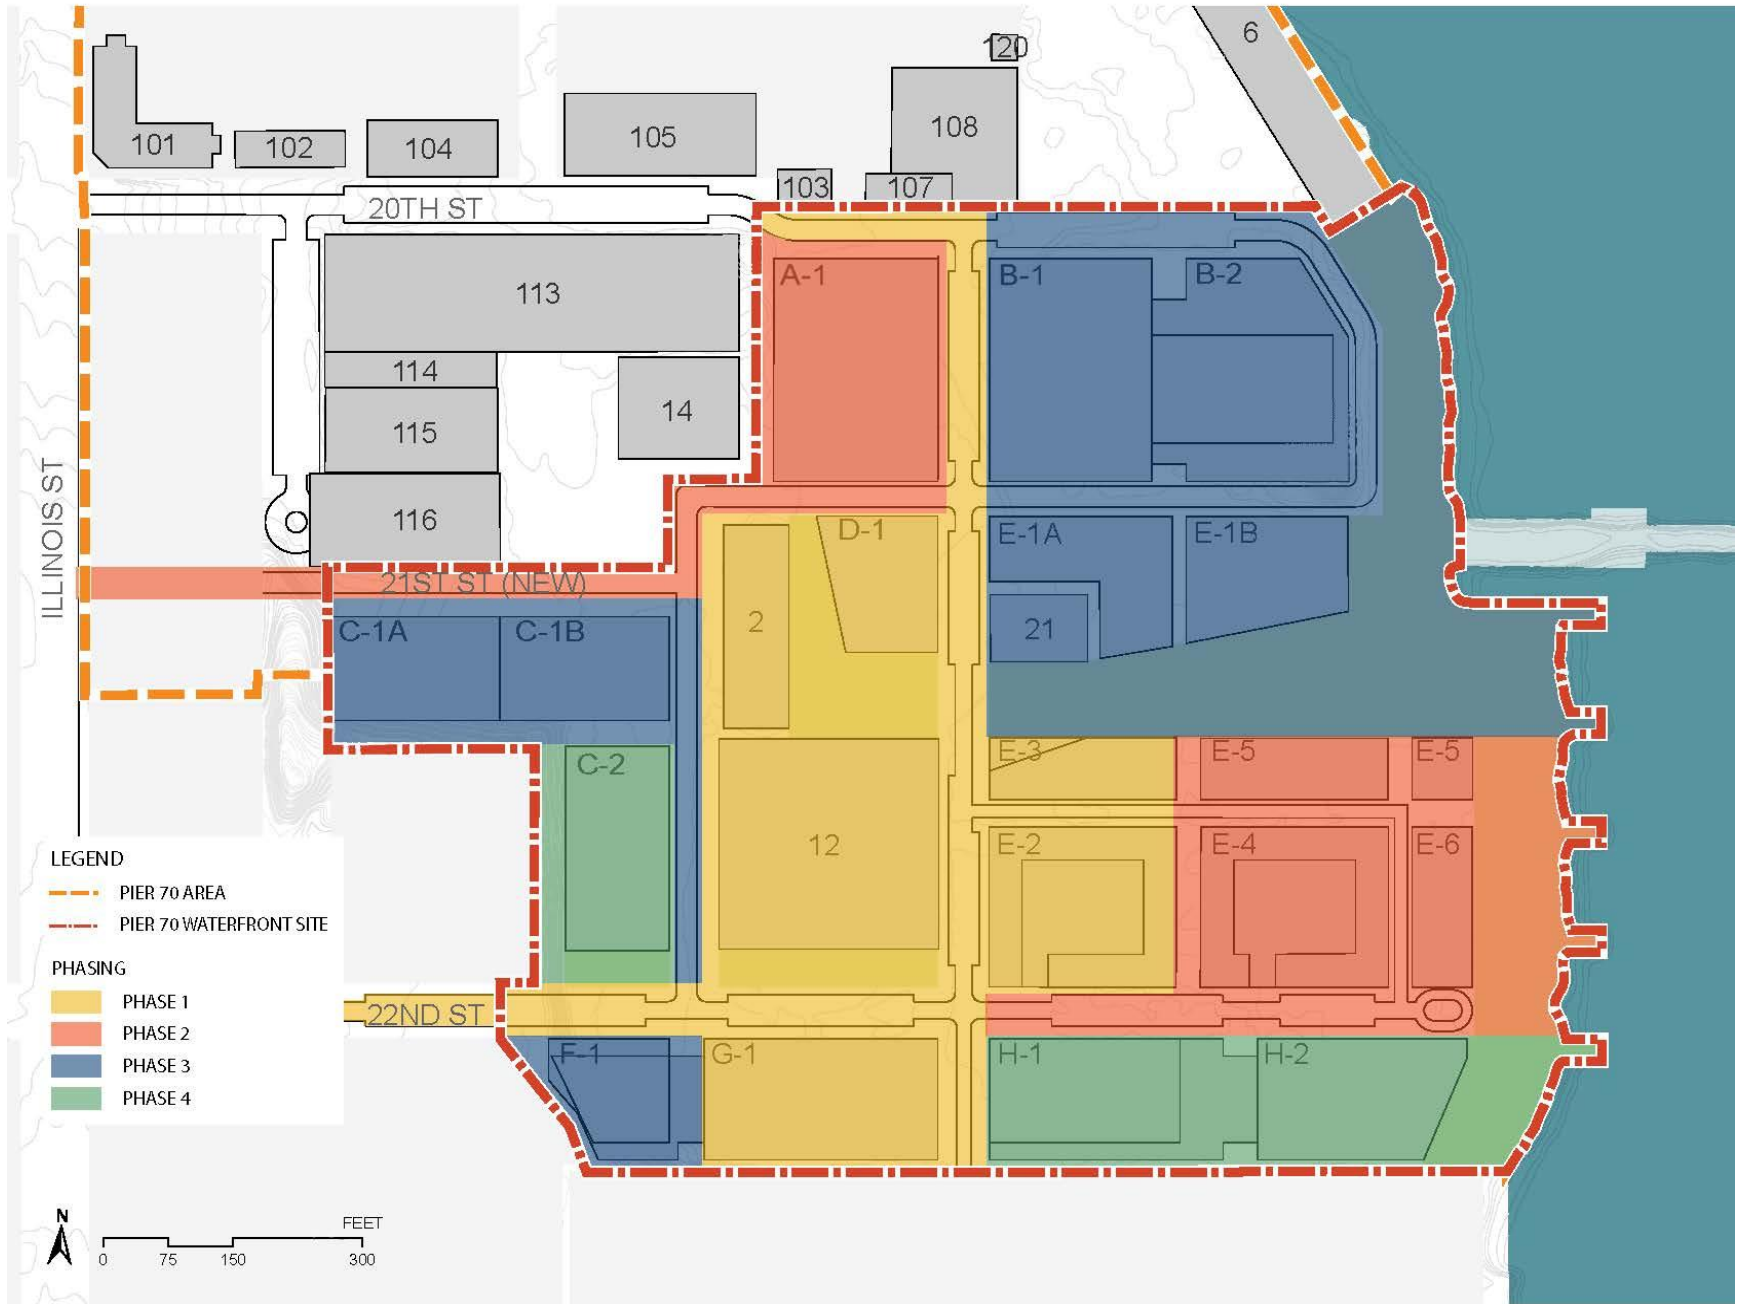 6
120
101
102
104
105
108
103
107
20TH ST
113
A-1
B-1
B-2
114
14
115
116
D-1
E-1A
E-1B
ILLINOIS ST
21ST ST (NEW)
C-1A
C-1B
2
21
C-2
E-3
E-5
E-5
12
E-2
E-4
E-6
LEGEND
PIER 70 AREA
PIER 70 WATERFRONT SITE
PHASING
PHASE 1
PHASE 2
PHASE 3
PHASE 4
22ND ST
F-1
G-1
H-1
H-2
N
FEET
0 75 150 300